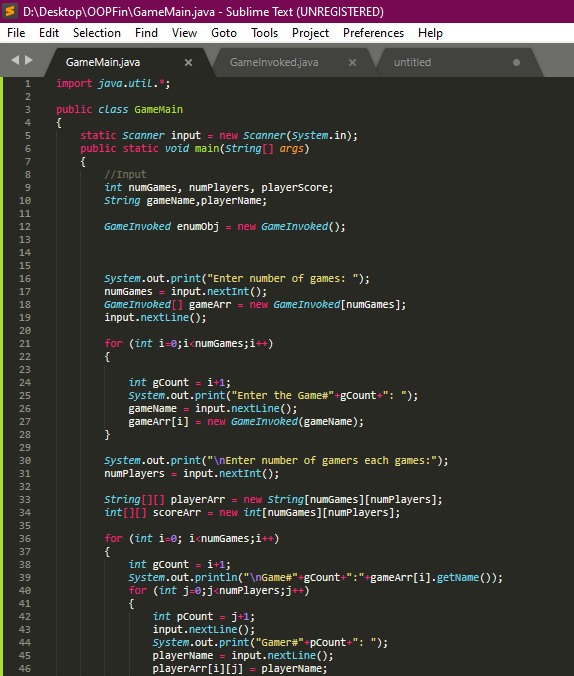 D:\Desktop\OOPFin\GameMain.java - Sublime Text (UNREGISTERED)
File Edit Selection Find View Goto Tools Project Preferences Help
GameMain.java × GameInvoked.java × untitled
1 import java.util.*;
2
3 public class GameMain
4 {
5 static Scanner input = new Scanner(System.in);
6 public static void main(String[] args)
7 {
8 //Input
9 int numGames, numPlayers, playerScore;
10 String gameName,playerName;
11
12 GameInvoked enumObj = new GameInvoked();
13
14
15
16 System.out.print("Enter number of games: ");
17 numGames = input.nextInt();
18 GameInvoked[] gameArr = new GameInvoked[numGames];
19 input.nextLine();
20
21 for (int i=0;i<numGames;i++)
22 {
23
24 int gCount = i+1;
25 System.out.print("Enter the Game#"+gCount+": ");
26 gameName = input.nextLine();
27 gameArr[i] = new GameInvoked(gameName);
28 }
29
30 System.out.print("\nEnter number of gamers each games:");
31 numPlayers = input.nextInt();
32
33 String[][] playerArr = new String[numGames][numPlayers];
34 int[][] scoreArr = new int[numGames][numPlayers];
35
36 for (int i=0; i<numGames;i++)
37 {
38 int gCount = i+1;
39 System.out.println("\nGame#"+gCount+":"+gameArr[i].getName());
40 for (int j=0;j<numPlayers;j++)
41 {
42 int pCount = j+1;
43 input.nextLine();
44 System.out.print("Gamer#"+pCount+": ");
45 playerName = input.nextLine();
46 playerArr[i][j] = playerName;